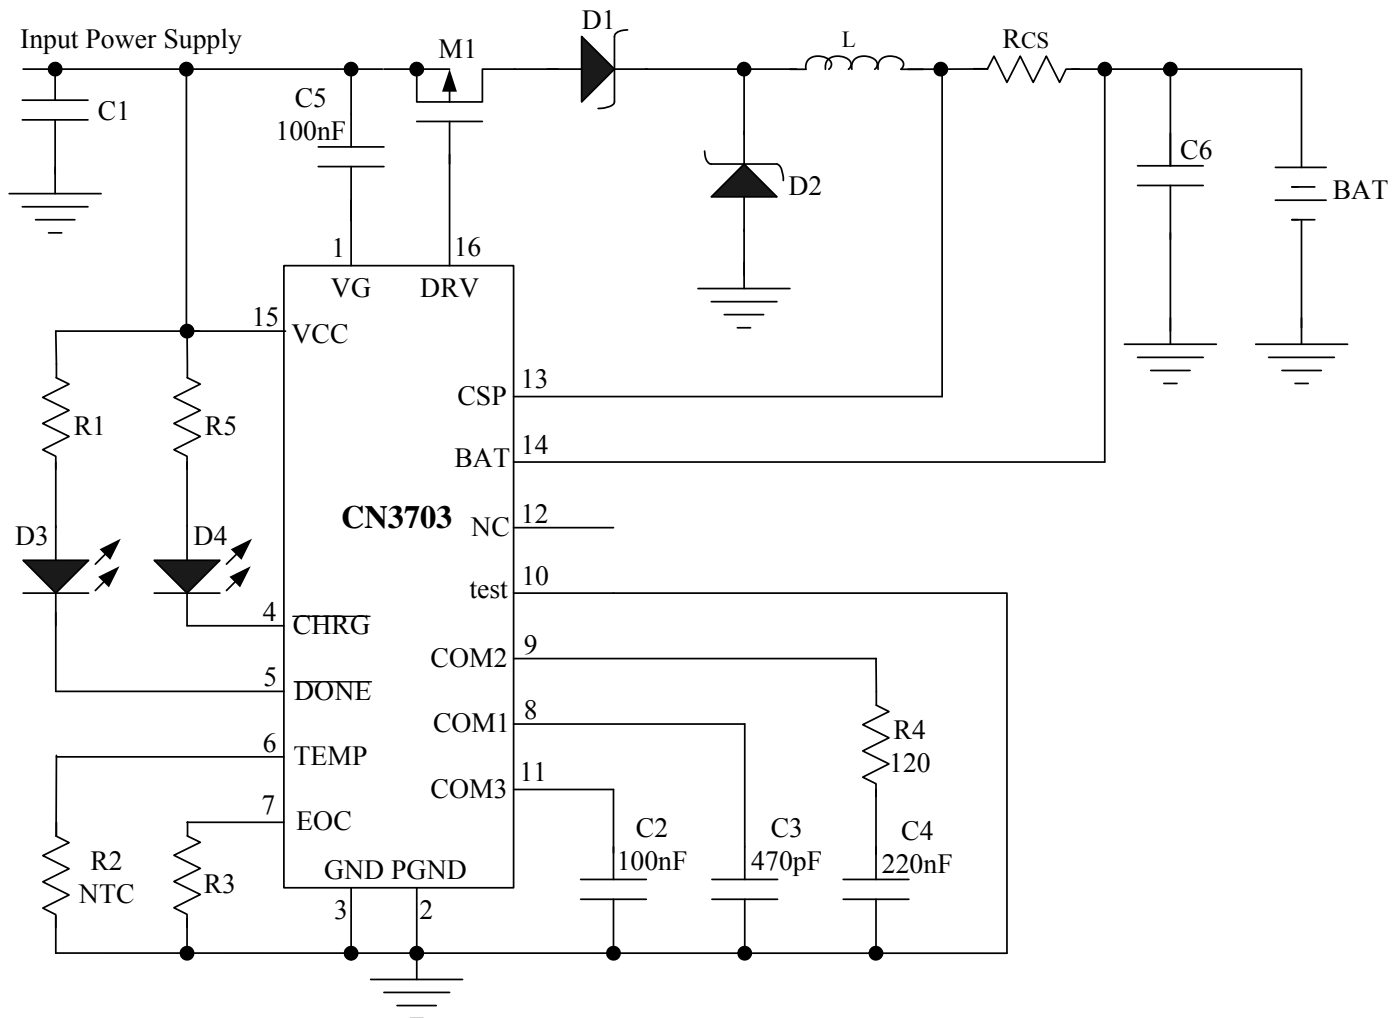 D1
Input Power Supply
M1
L
RCS
C1
C5
100nF
C6
D2
BAT
1
16
VG
DRV
15
VCC
13
CSP
R1
R5
14
BAT
CN3703
12
NC
D3
D4
10
test
4
CHRG
9
COM2
5
DONE
8
COM1
R4
120
6
TEMP
11
COM3
7
EOC
C2
100nF
C3
470pF
C4
220nF
R2
NTC
R3
GND
PGND
3
2